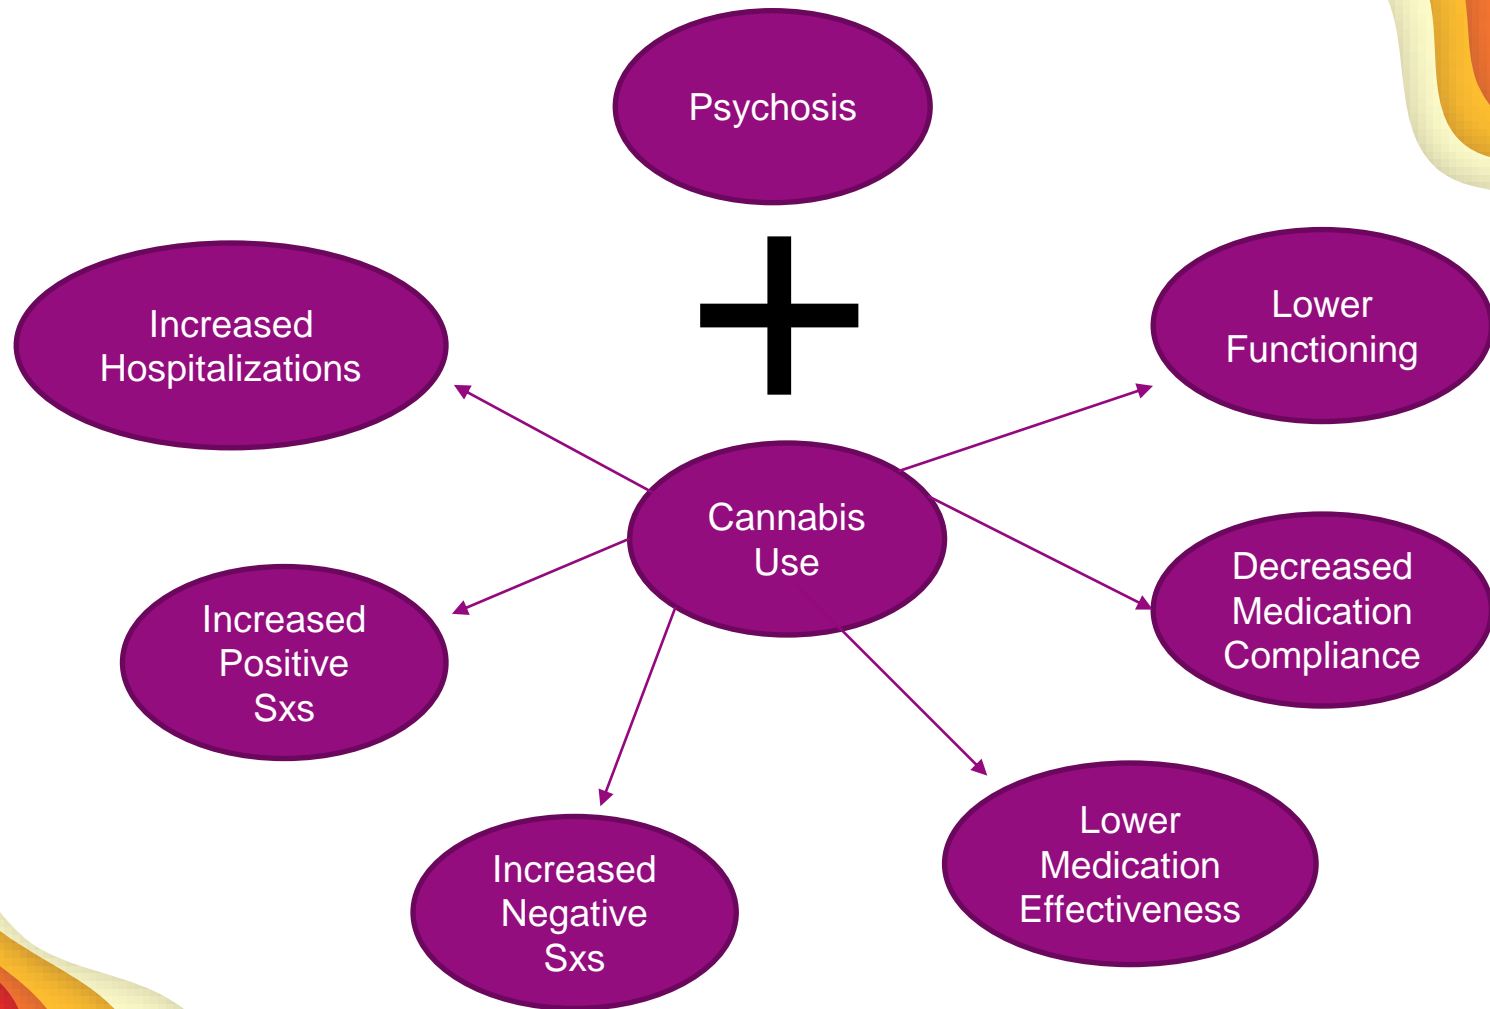 Psychosis
Increased
Hospitalizations
Lower
Functioning
Cannabis
Use
Increased
Positive
Sxs
Decreased
Medication
Compliance
Increased
Negative
Sxs
Lower
Medication
Effectiveness